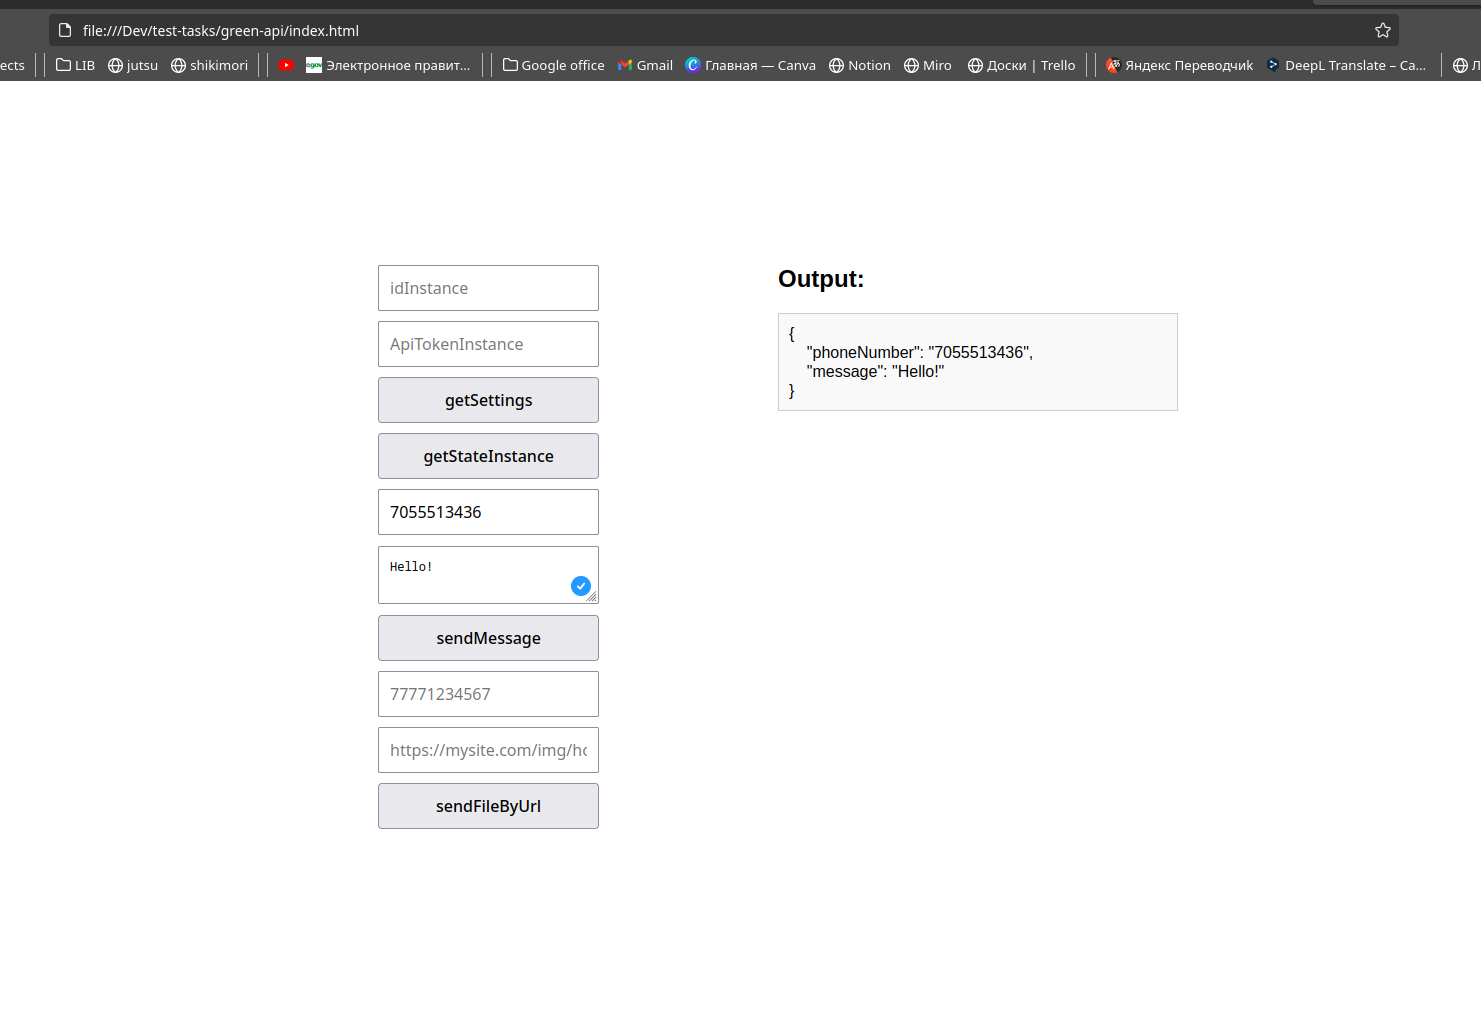 file:///Dev/test-tasks/green-api/index.html
ects LIB jutsu shikimori Электронное правит... Google office Gmail Главная — Canva Notion Miro Доски | Trello Яндекс Переводчик DeepL Translate – Ca... Л
idInstance
ApiTokenInstance
getSettings
getStateInstance
7055513436
Hello!
sendMessage
77771234567
https://mysite.com/img/ho
sendFileByUrl
Output:
{
"phoneNumber": "7055513436",
"message": "Hello!"
}